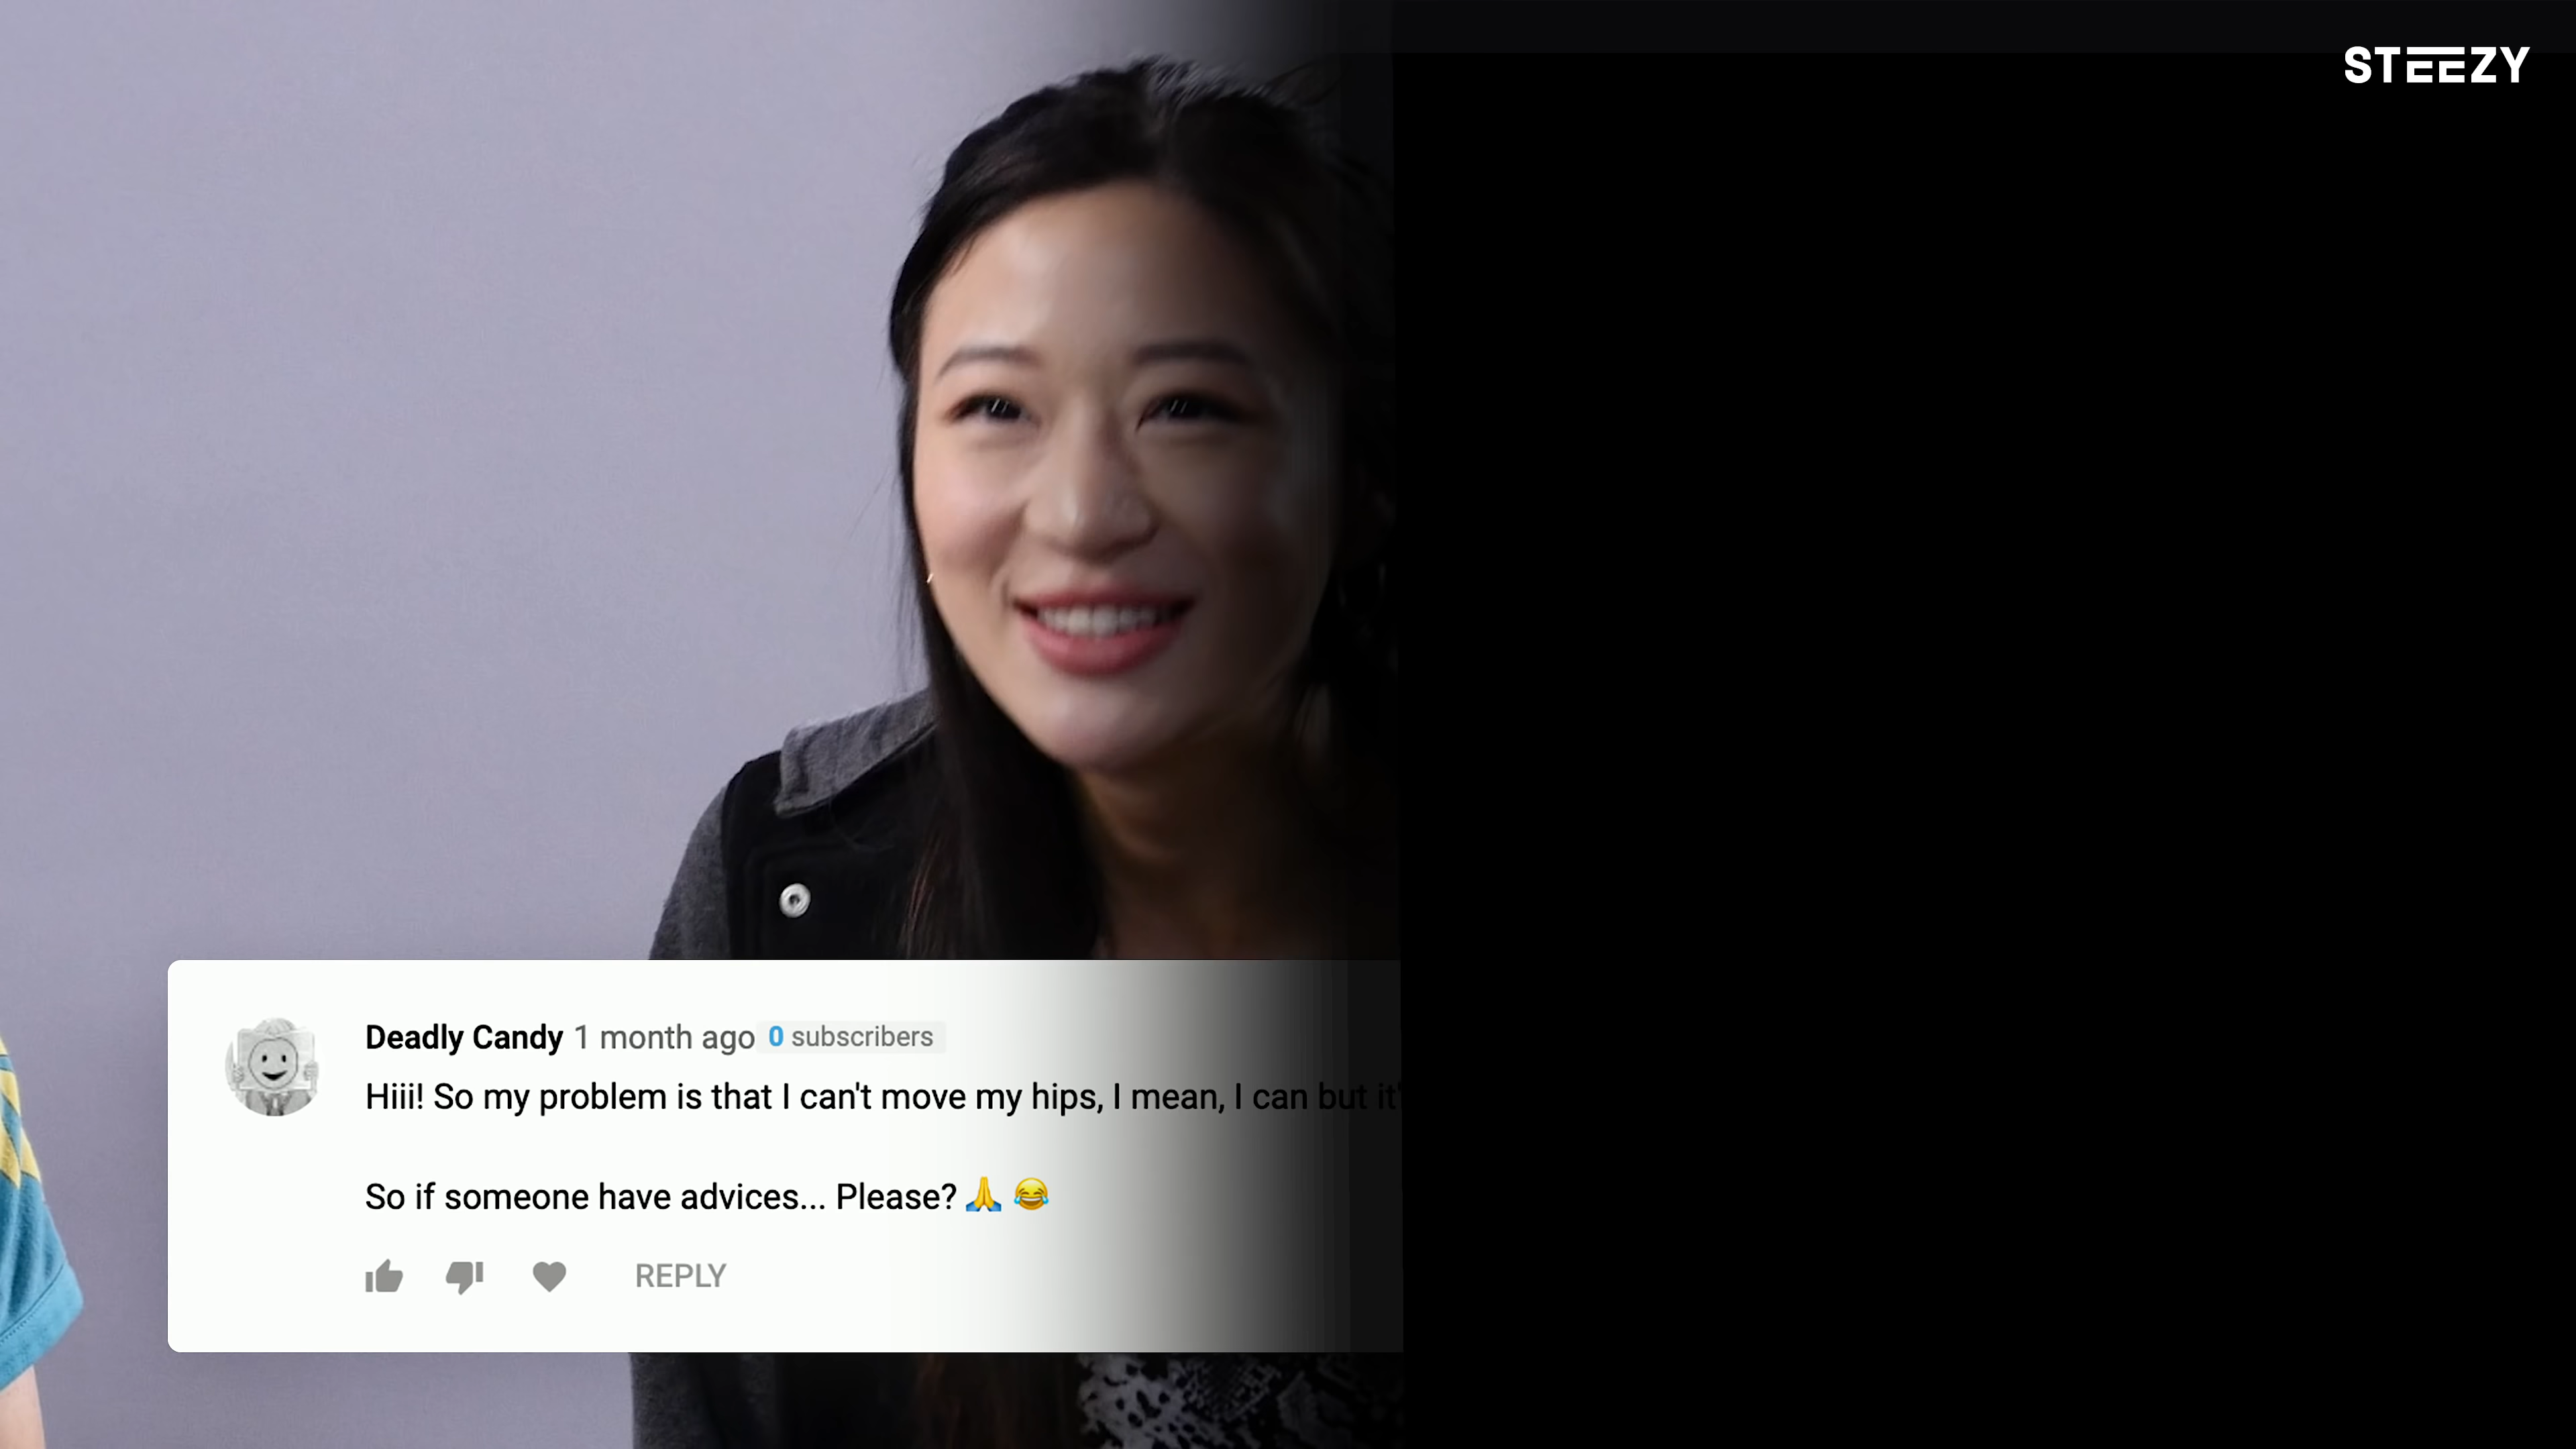 STEEZY
Deadly Candy 1 month ago 0 subscribers
Hiii! So my problem is that I can't move my hips, I mean, I can but it'
So if someone have advices... Please? 🙏 😂
REPLY